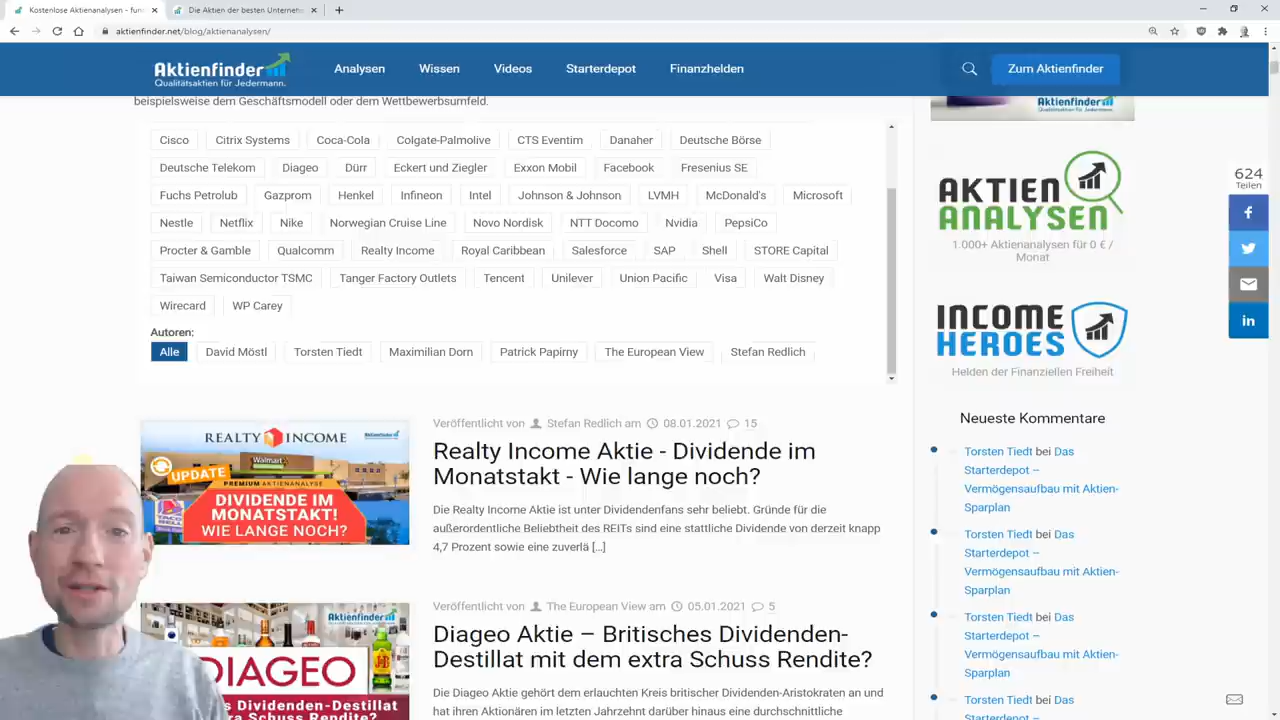 Kostenlose Aktienanalysen - fun
Die Aktien der besten Unterneh
aktienfinder.net/blog/aktienanalysen/
Aktienfinder
Qualitätsaktien für Jedermann.
Analysen
Wissen
Videos
Starterdepot
Finanzhelden
Zum Aktienfinder
beispielsweise dem Geschäftsmodell oder dem Wettbewerbsumfeld.
Cisco Citrix Systems Coca-Cola Colgate-Palmolive CTS Eventim Danaher Deutsche Börse
Deutsche Telekom Diageo Dürr Eckert und Ziegler Exxon Mobil Facebook Fresenius SE
Fuchs Petrolub Gazprom Henkel Infineon Intel Johnson & Johnson LVMH McDonald's Microsoft
Nestle Netflix Nike Norwegian Cruise Line Novo Nordisk NTT Docomo Nvidia PepsiCo
Procter & Gamble Qualcomm Realty Income Royal Caribbean Salesforce SAP Shell STORE Capital
Taiwan Semiconductor TSMC Tanger Factory Outlets Tencent Unilever Union Pacific Visa Walt Disney
Wirecard WP Carey
Autoren:
Alle David Möstl Torsten Tiedt Maximilian Dorn Patrick Papirny The European View Stefan Redlich
REALTY INCOME
Aktienfinder
Walmart
UPDATE
PREMIUM AKTIENANALYSE
DIVIDENDE IM
MONATSTAKT!
WIE LANGE NOCH?
Veröffentlicht von Stefan Redlich am 08.01.2021 15
Realty Income Aktie - Dividende im
Monatstakt - Wie lange noch?
Die Realty Income Aktie ist unter Dividendenfans sehr beliebt. Gründe für die
außerordentliche Beliebtheit des REITs sind eine stattliche Dividende von derzeit knapp
4,7 Prozent sowie eine zuverlä [...]
Aktienfinder
DIAGEO
s Dividenden-Destillat
tra Schuss Rendite?
Veröffentlicht von The European View am 05.01.2021 5
Diageo Aktie – Britisches Dividenden-
Destillat mit dem extra Schuss Rendite?
Die Diageo Aktie gehört dem erlauchten Kreis britischer Dividenden-Aristokraten an und
hat ihren Aktionären im letzten Jahrzehnt darüber hinaus eine durchschnittliche
Aktienfinder
Qualitätsaktien für Jedermann.
AKTIEN
ANALYSEN
1.000+ Aktienanalysen für 0 € /
Monat
INCOME
HEROES
Helden der Finanziellen Freiheit
Neueste Kommentare
Torsten Tiedt bei Das
Starterdepot –
Vermögensaufbau mit Aktien-
Sparplan
Torsten Tiedt bei Das
Starterdepot –
Vermögensaufbau mit Aktien-
Sparplan
Torsten Tiedt bei Das
Starterdepot –
Vermögensaufbau mit Aktien-
Sparplan
Torsten Tiedt bei Das
Starterdepot –
624
Teilen